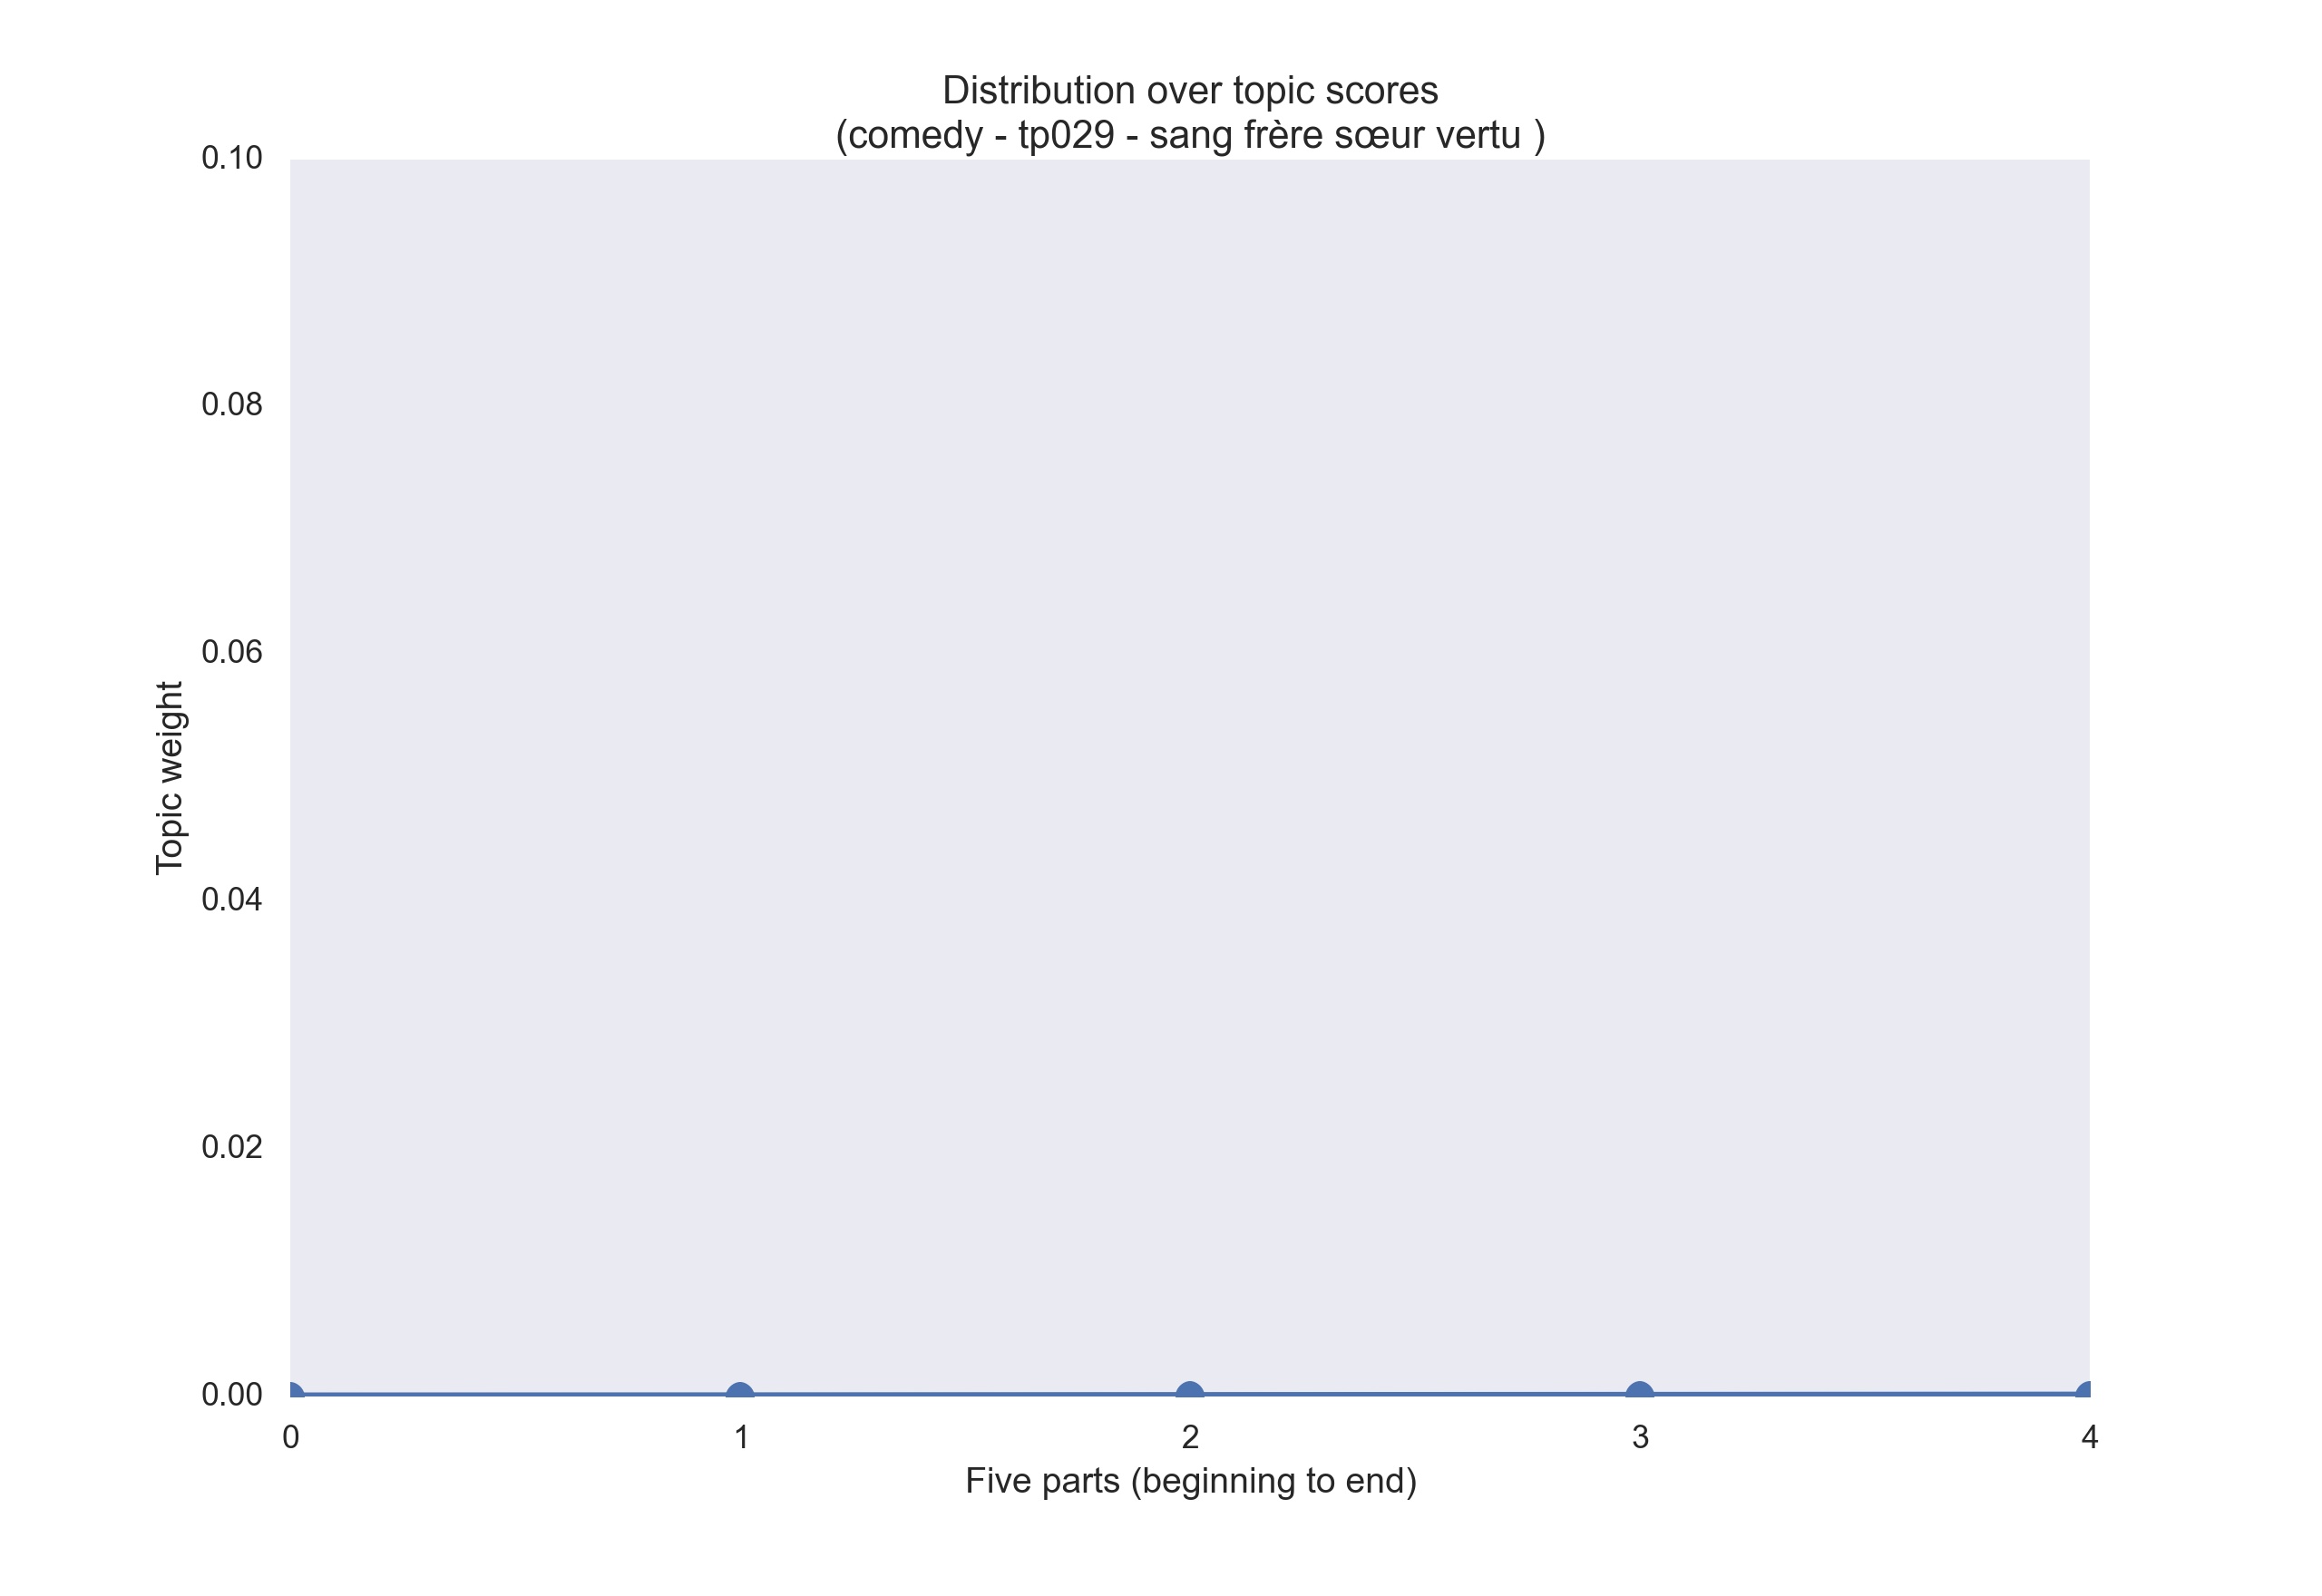 Distribution over topic scores
(comedy - tp029 - sang frère sœur vertu )
0.10
0.08
0.06
0.04
0.02
0.00
Topic weight
0 1 2 3 4
Five parts (beginning to end)